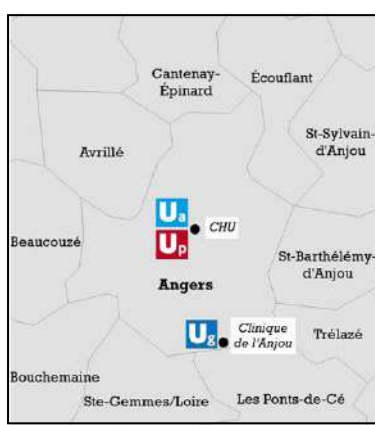 Cantenay-
Épinard
Écouflant
St-Sylvain-
d'Anjou
Avrillé
Ua
CHU
Up
Beaucouzé
St-Barthélémy-
d'Anjou
Angers
Ug
Clinique
de l'Anjou
Trélazé
Bouchemaine
Ste-Gemmes/Loire
Les Ponts-de-Cé